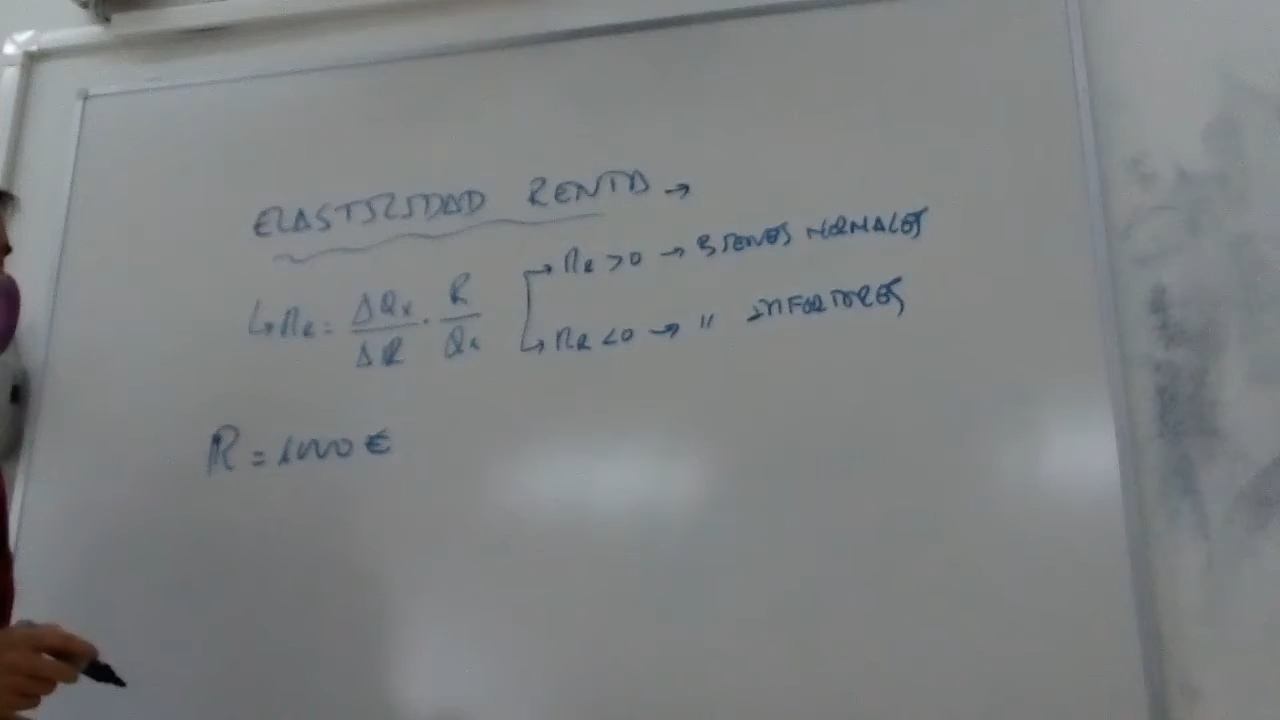 ELASTICIDAD RENTA →
↳ηR = ΔQx/ΔR · R/Qx
→ ηR > 0 → BIENES NORMALES
↳ ηR < 0 → " INFERIORES
R = 1000 €